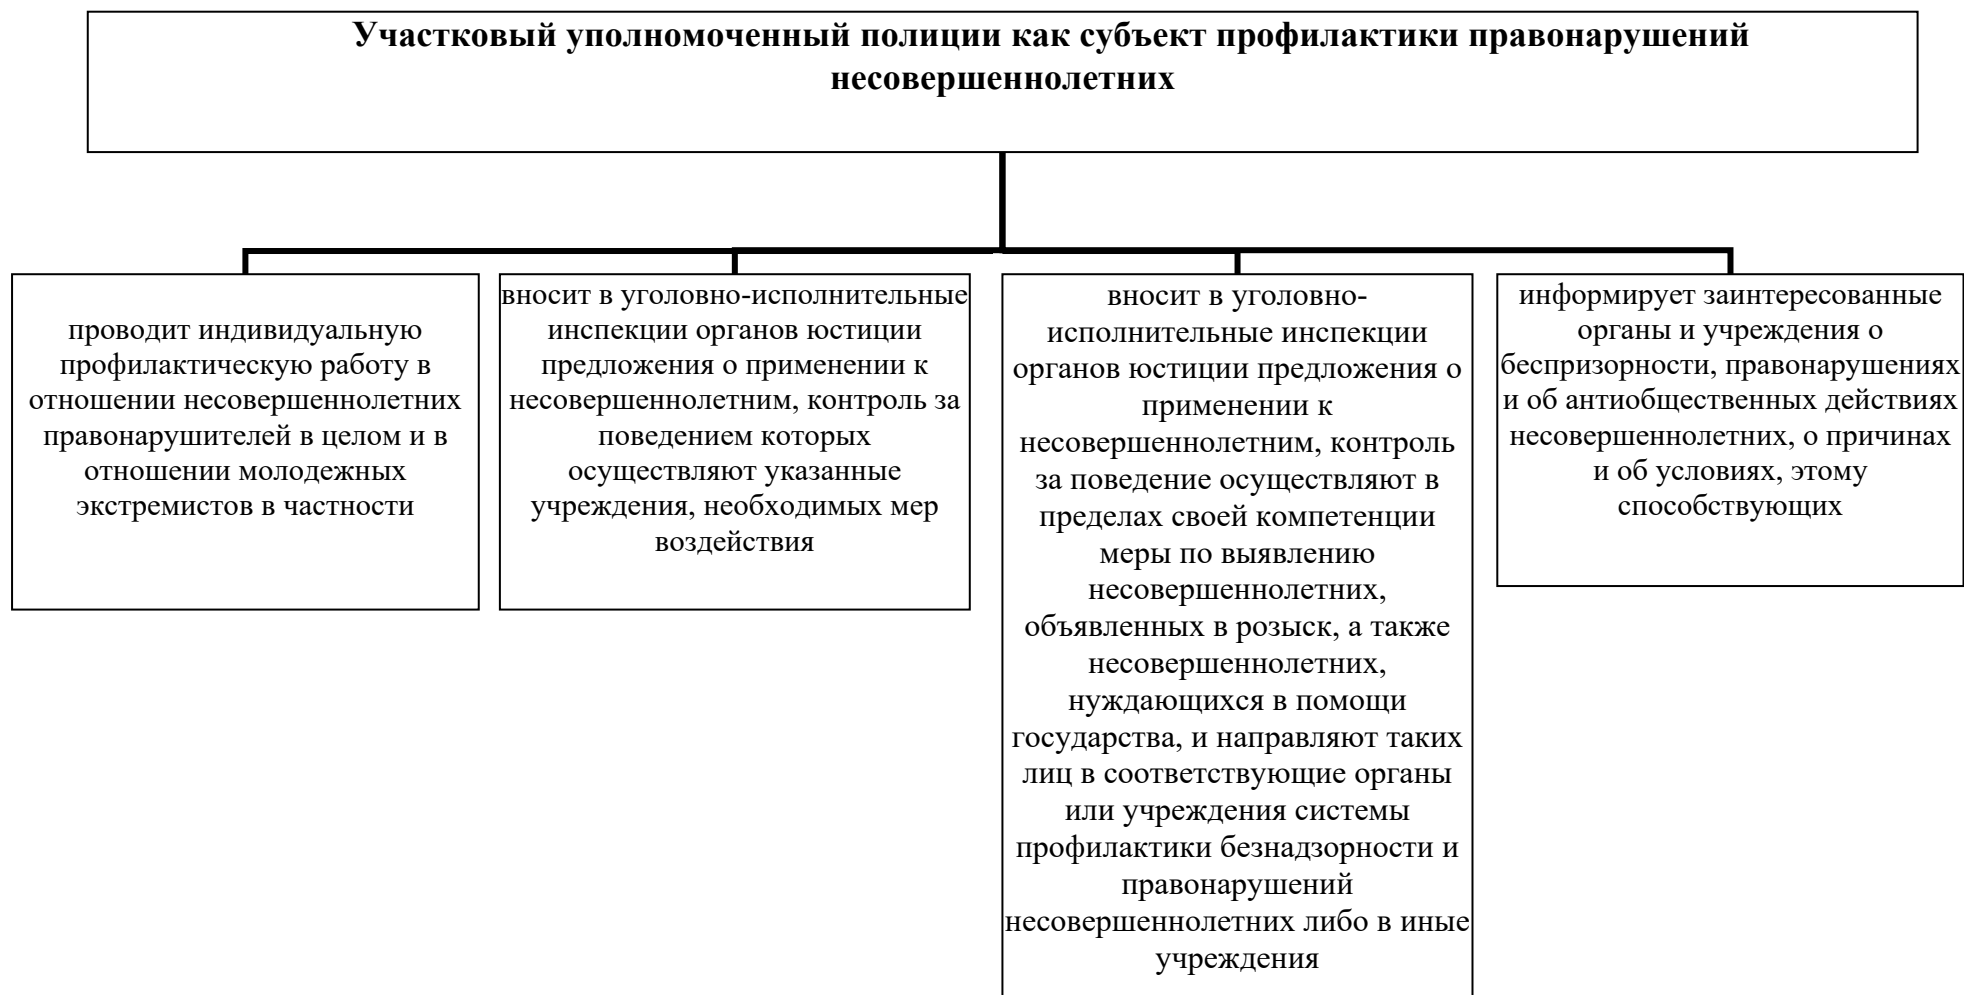 Участковый уполномоченный полиции как субъект профилактики правонарушений
несовершеннолетних
проводит индивидуальную
профилактическую работу в
отношении несовершеннолетних
правонарушителей в целом и в
отношении молодежных
экстремистов в частности
вносит в уголовно-исполнительные
инспекции органов юстиции
предложения о применении к
несовершеннолетним, контроль за
поведением которых
осуществляют указанные
учреждения, необходимых мер
воздействия
вносит в уголовно-
исполнительные инспекции
органов юстиции предложения о
применении к
несовершеннолетним, контроль
за поведение осуществляют в
пределах своей компетенции
меры по выявлению
несовершеннолетних,
объявленных в розыск, а также
несовершеннолетних,
нуждающихся в помощи
государства, и направляют таких
лиц в соответствующие органы
или учреждения системы
профилактики безнадзорности и
правонарушений
несовершеннолетних либо в иные
учреждения
информирует заинтересованные
органы и учреждения о
беспризорности, правонарушениях
и об антиобщественных действиях
несовершеннолетних, о причинах
и об условиях, этому
способствующих